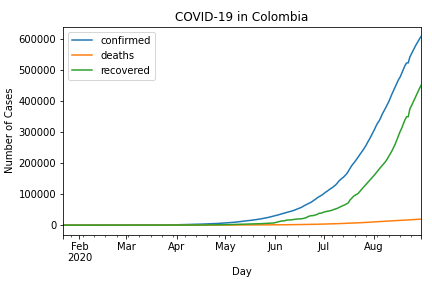 COVID-19 in Colombia
confirmed
deaths
recovered
Number of Cases
600000
500000
400000
300000
200000
100000
0
Feb
2020
Mar
Apr
May
Jun
Jul
Aug
Day